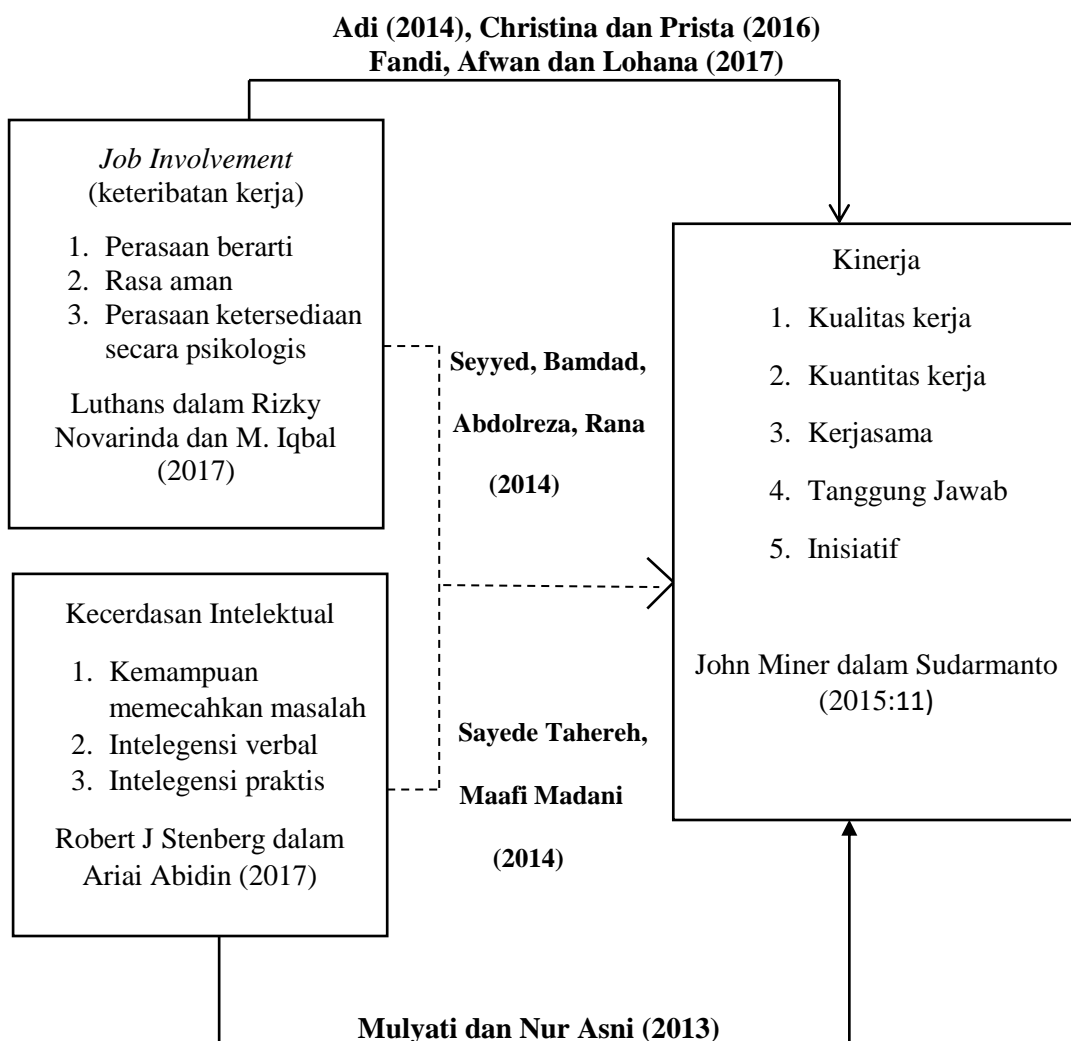 Adi (2014), Christina dan Prista (2016)
Fandi, Afwan dan Lohana (2017)
Job Involvement
(keteribatan kerja)
1. Perasaan berarti
2. Rasa aman
3. Perasaan ketersediaan
secara psikologis
Luthans dalam Rizky
Novarinda dan M. Iqbal
(2017)
Seyyed, Bamdad,
Abdolreza, Rana
(2014)
Kinerja
1. Kualitas kerja
2. Kuantitas kerja
3. Kerjasama
4. Tanggung Jawab
5. Inisiatif
John Miner dalam Sudarmanto
(2015:11)
Kecerdasan Intelektual
1. Kemampuan
memecahkan masalah
2. Intelegensi verbal
3. Intelegensi praktis
Robert J Stenberg dalam
Ariai Abidin (2017)
Sayede Tahereh,
Maafi Madani
(2014)
Mulyati dan Nur Asni (2013)